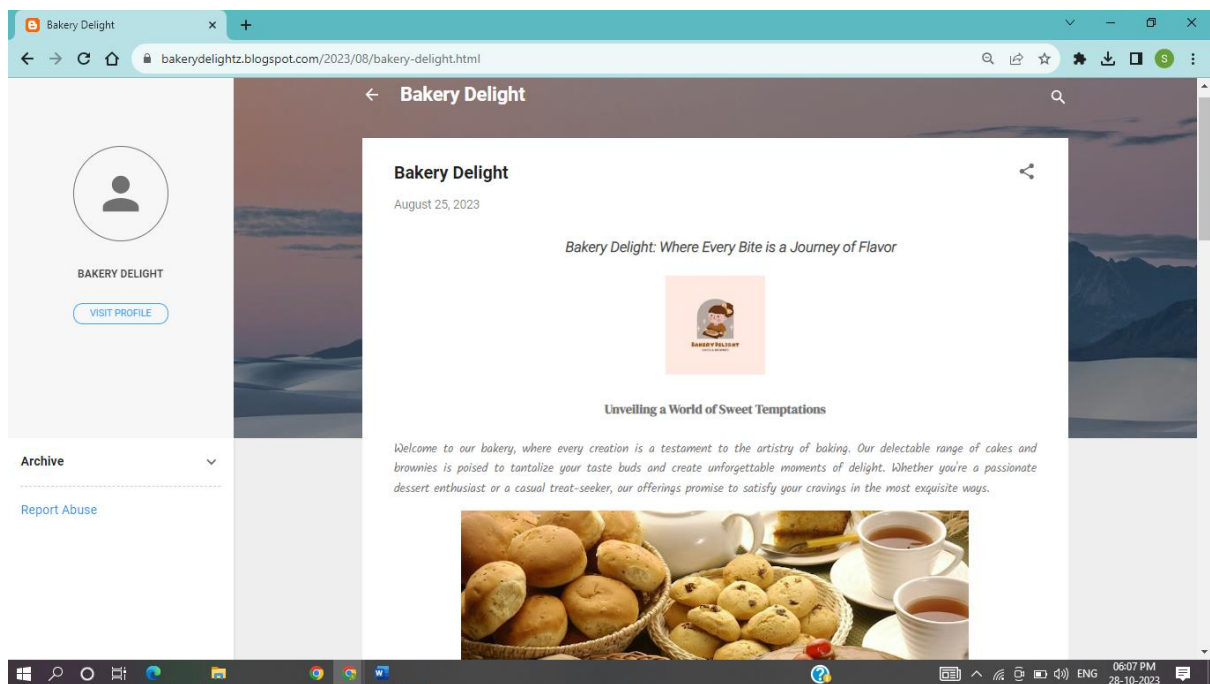 Bakery Delight
bakerydelightz.blogspot.com/2023/08/bakery-delight.html
S
Bakery Delight
BAKERY DELIGHT
VISIT PROFILE
Archive
Report Abuse
Bakery Delight
August 25, 2023
Bakery Delight: Where Every Bite is a Journey of Flavor
BAKERY DELIGHT
Unveiling a World of Sweet Temptations
Welcome to our bakery, where every creation is a testament to the artistry of baking. Our delectable range of cakes and
brownies is poised to tantalize your taste buds and create unforgettable moments of delight. Whether you're a passionate
dessert enthusiast or a casual treat-seeker, our offerings promise to satisfy your cravings in the most exquisite ways.
ENG
06:07 PM
28-10-2023